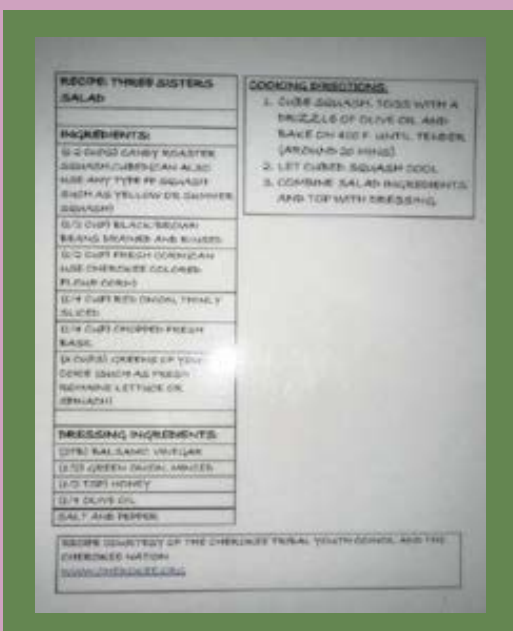 RECIPE: THREE SISTERS
SALAD
INGREDIENTS:
CANDY ROASTER
SQUASH, CUBED (CAN ALSO
USE ANY TYPE OF SQUASH
SUCH AS YELLOW OR SUMMER
SQUASH)
(1/2 CUP) BLACK/BROWN
BEANS DRAINED AND RINSED
(1/2 CUP) FRESH CORN (CAN
USE CHEROKEE COLORED
FLOUR CORN)
(1/4 CUP) RED ONION, THINLY
SLICED
(1/4 CUP) CHOPPED FRESH
BASIL
CUPS) GREENS OF YOUR
(SUCH AS FRESH
ROMAINE LETTUCE OR
SPINACH)
DRESSING INGREDIENTS:
BALSAMIC VINEGAR
GREEN ONION, MINCED
(1/2 TSP) HONEY
1/4 OLIVE OIL
SALT AND PEPPER
COOKING DIRECTIONS:
1. CUBE SQUASH. TOSS WITH A
DRIZZLE OF OLIVE OIL AND
BAKE ON 400 F. UNTIL TENDER
(AROUND 20 MINS)
2. LET CUBED SQUASH COOL
3. COMBINE SALAD INGREDIENTS
AND TOP WITH DRESSING
RECIPE COURTESY OF THE CHEROKEE TRIBAL YOUTH COUNCIL AND THE
CHEROKEE NATION
WWW.CHEROKEE.ORG